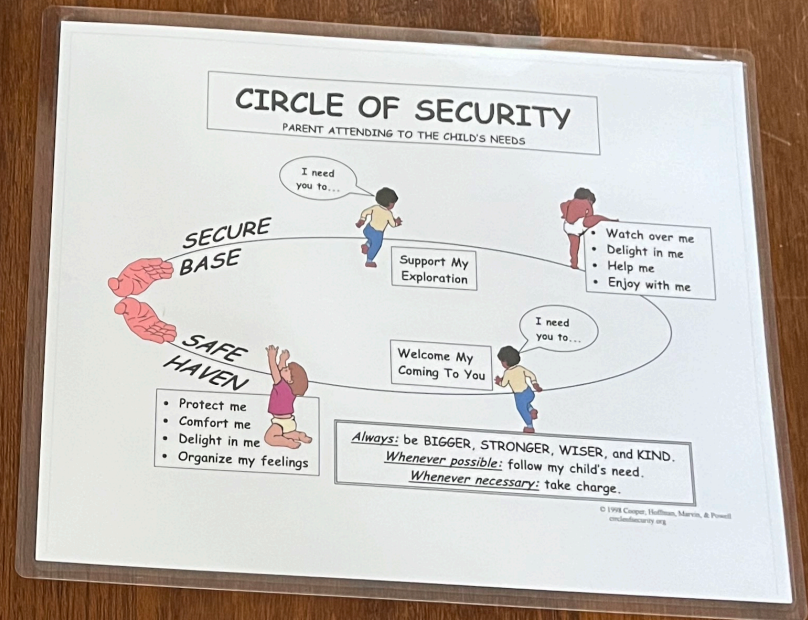 CIRCLE OF SECURITY
PARENT ATTENDING TO THE CHILD'S NEEDS
I need
you to...
SECURE
BASE
Support My
Exploration
• Watch over me
• Delight in me
• Help me
• Enjoy with me
I need
you to...
Welcome My
Coming To You
SAFE
HAVEN
• Protect me
• Comfort me
• Delight in me
• Organize my feelings
Always: be BIGGER, STRONGER, WISER, and KIND.
Whenever possible: follow my child's need.
Whenever necessary: take charge.
© 1998 Cooper, Hoffman, Marvin, & Powell
circleofsecurity.org